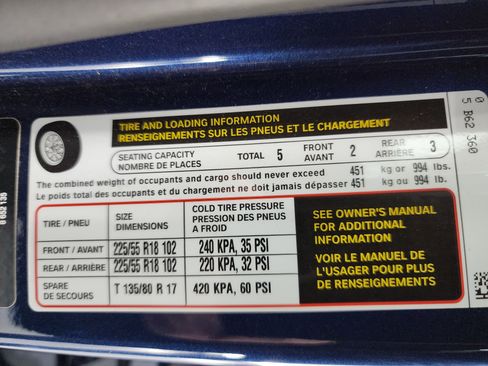 TIRE AND LOADING INFORMATION
RENSEIGNEMENTS SUR LES PNEUS ET LE CHARGEMENT
SEATING CAPACITY
NOMBRE DE PLACES
TOTAL 5
FRONT
AVANT 2
REAR
ARRIÈRE 3
The combined weight of occupants and cargo should never exceed 451 kg or 994 lbs.
Le poids total des occupants et du chargement ne doit jamais dépasser 451 kg ou 994 lb.
TIRE / PNEU
SIZE
DIMENSIONS
COLD TIRE PRESSURE
PRESSION DES PNEUS A
FROID
FRONT / AVANT 225/55 R18 102 240 KPA, 35 PSI
REAR / ARRIÈRE 225/55 R18 102 220 KPA, 32 PSI
SPARE
DE SECOURS
T 135/80 R 17 420 KPA, 60 PSI
SEE OWNER'S MANUAL
FOR ADDITIONAL
INFORMATION
VOIR LE MANUEL DE
L'USAGER POUR PLUS
DE RENSEIGNEMENTS
0
5 B62 360